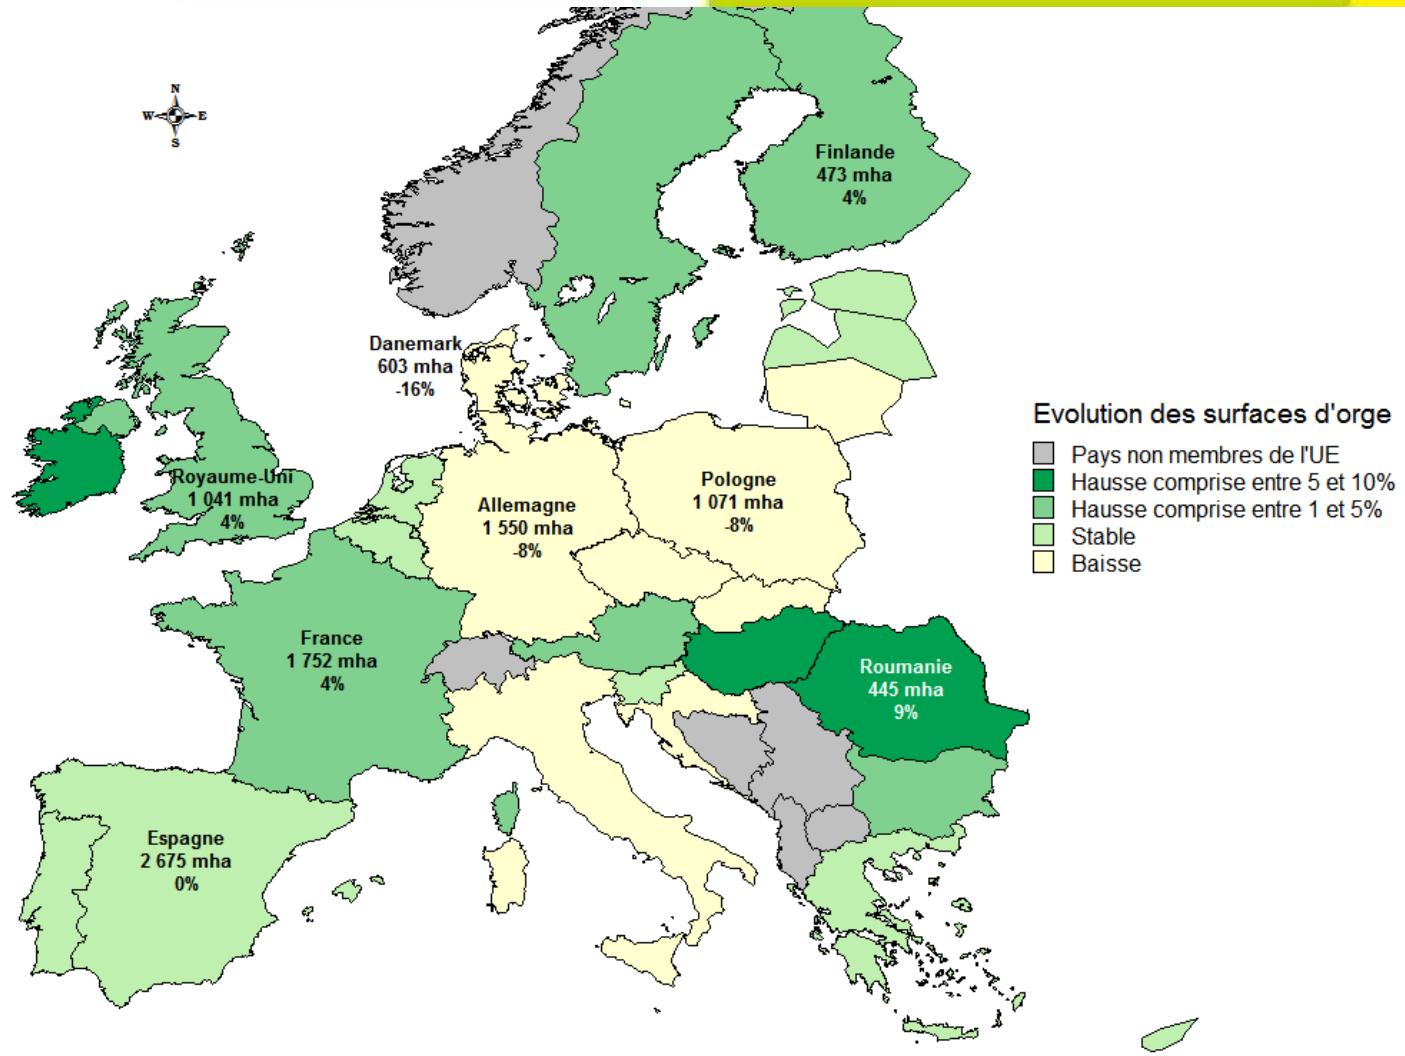 N
W E
S
Finlande
473 mha
4%
Danemark
603 mha
-16%
Royaume-Uni
1 041 mha
4%
Allemagne
1 550 mha
-8%
Pologne
1 071 mha
-8%
France
1 752 mha
4%
Roumanie
445 mha
9%
Espagne
2 675 mha
0%
Evolution des surfaces d'orge
Pays non membres de l'UE
Hausse comprise entre 5 et 10%
Hausse comprise entre 1 et 5%
Stable
Baisse